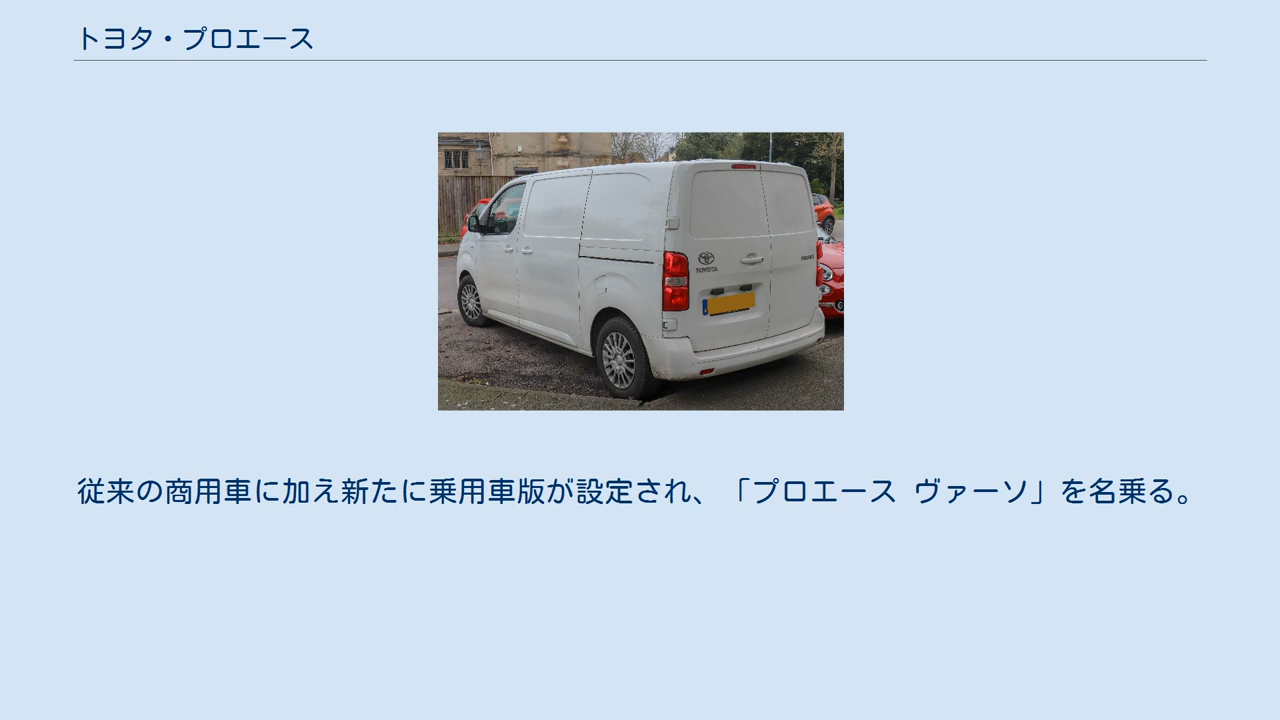 トヨタ・プロエース
TOYOTA
従来の商用車に加え新たに乗用車版が設定され、「プロエース ヴァーソ」を名乗る。